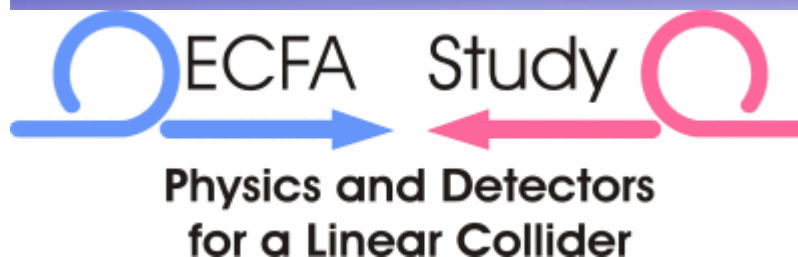 ECFA Study
Physics and Detectors
for a Linear Collider